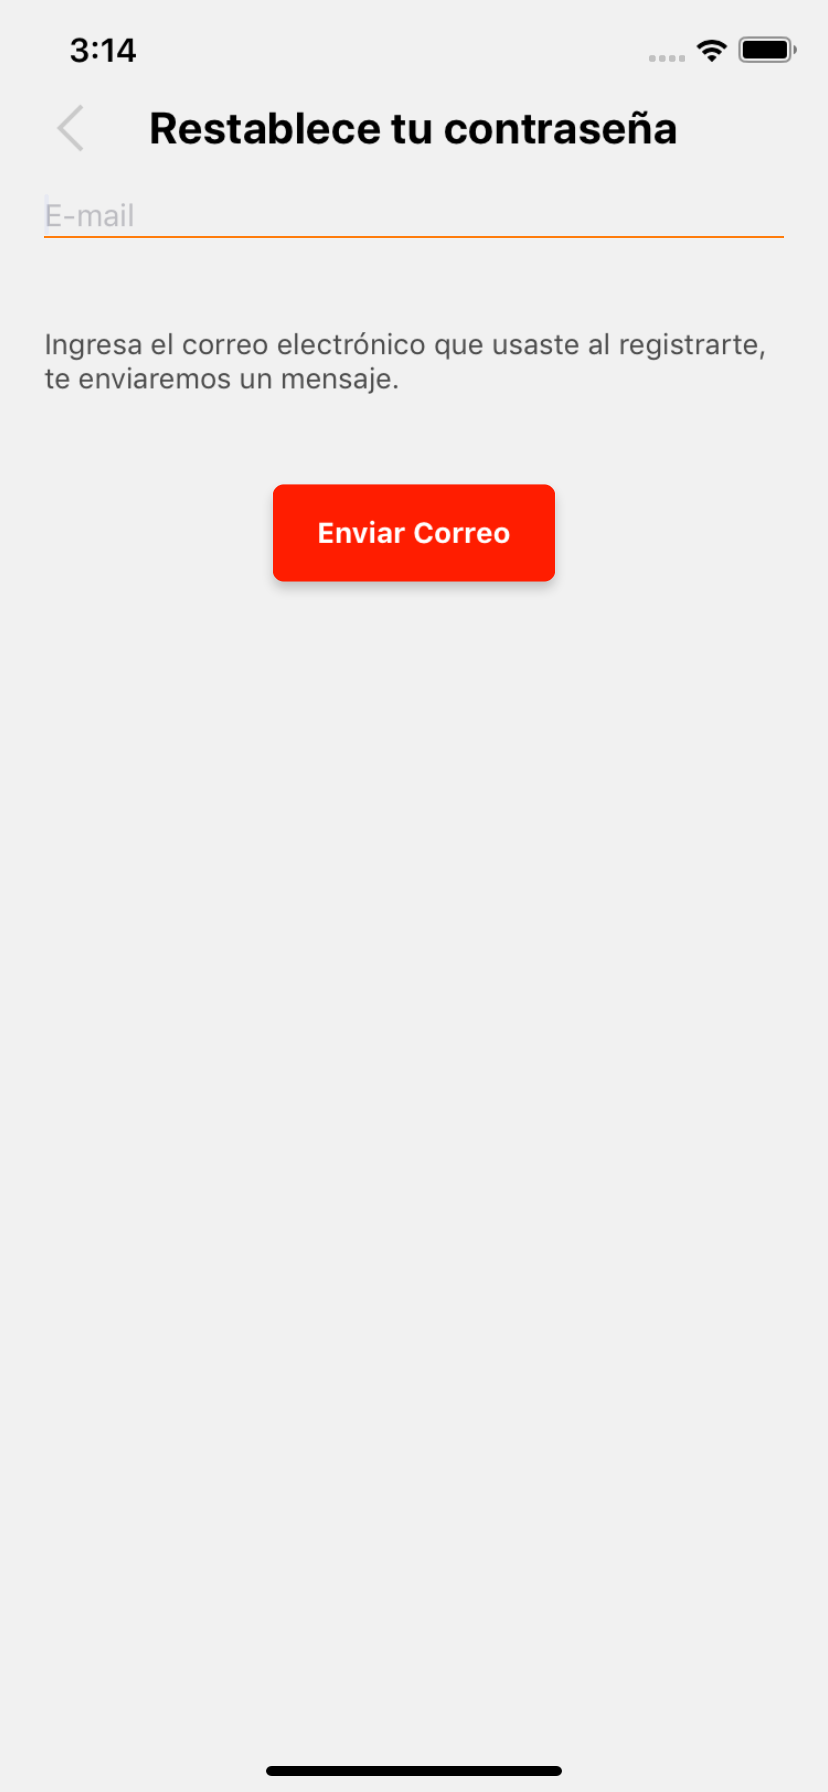 3:14
Restablece tu contraseña
E-mail
Ingresa el correo electrónico que usaste al registrarte,
te enviaremos un mensaje.
Enviar Correo